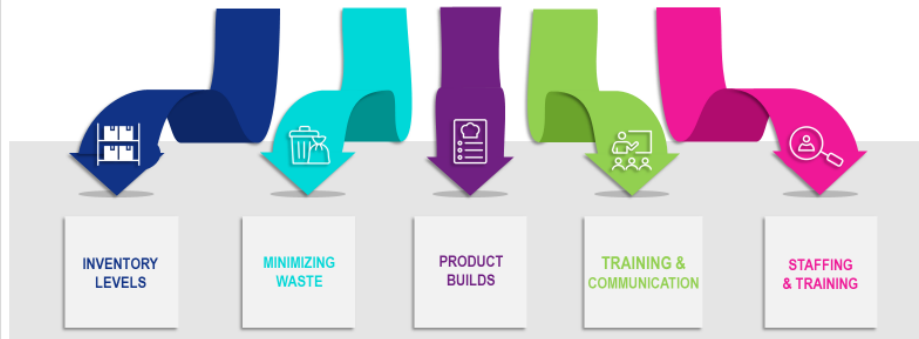 INVENTORY
LEVELS
MINIMIZING
WASTE
PRODUCT
BUILDS
TRAINING &
COMMUNICATION
STAFFING
& TRAINING